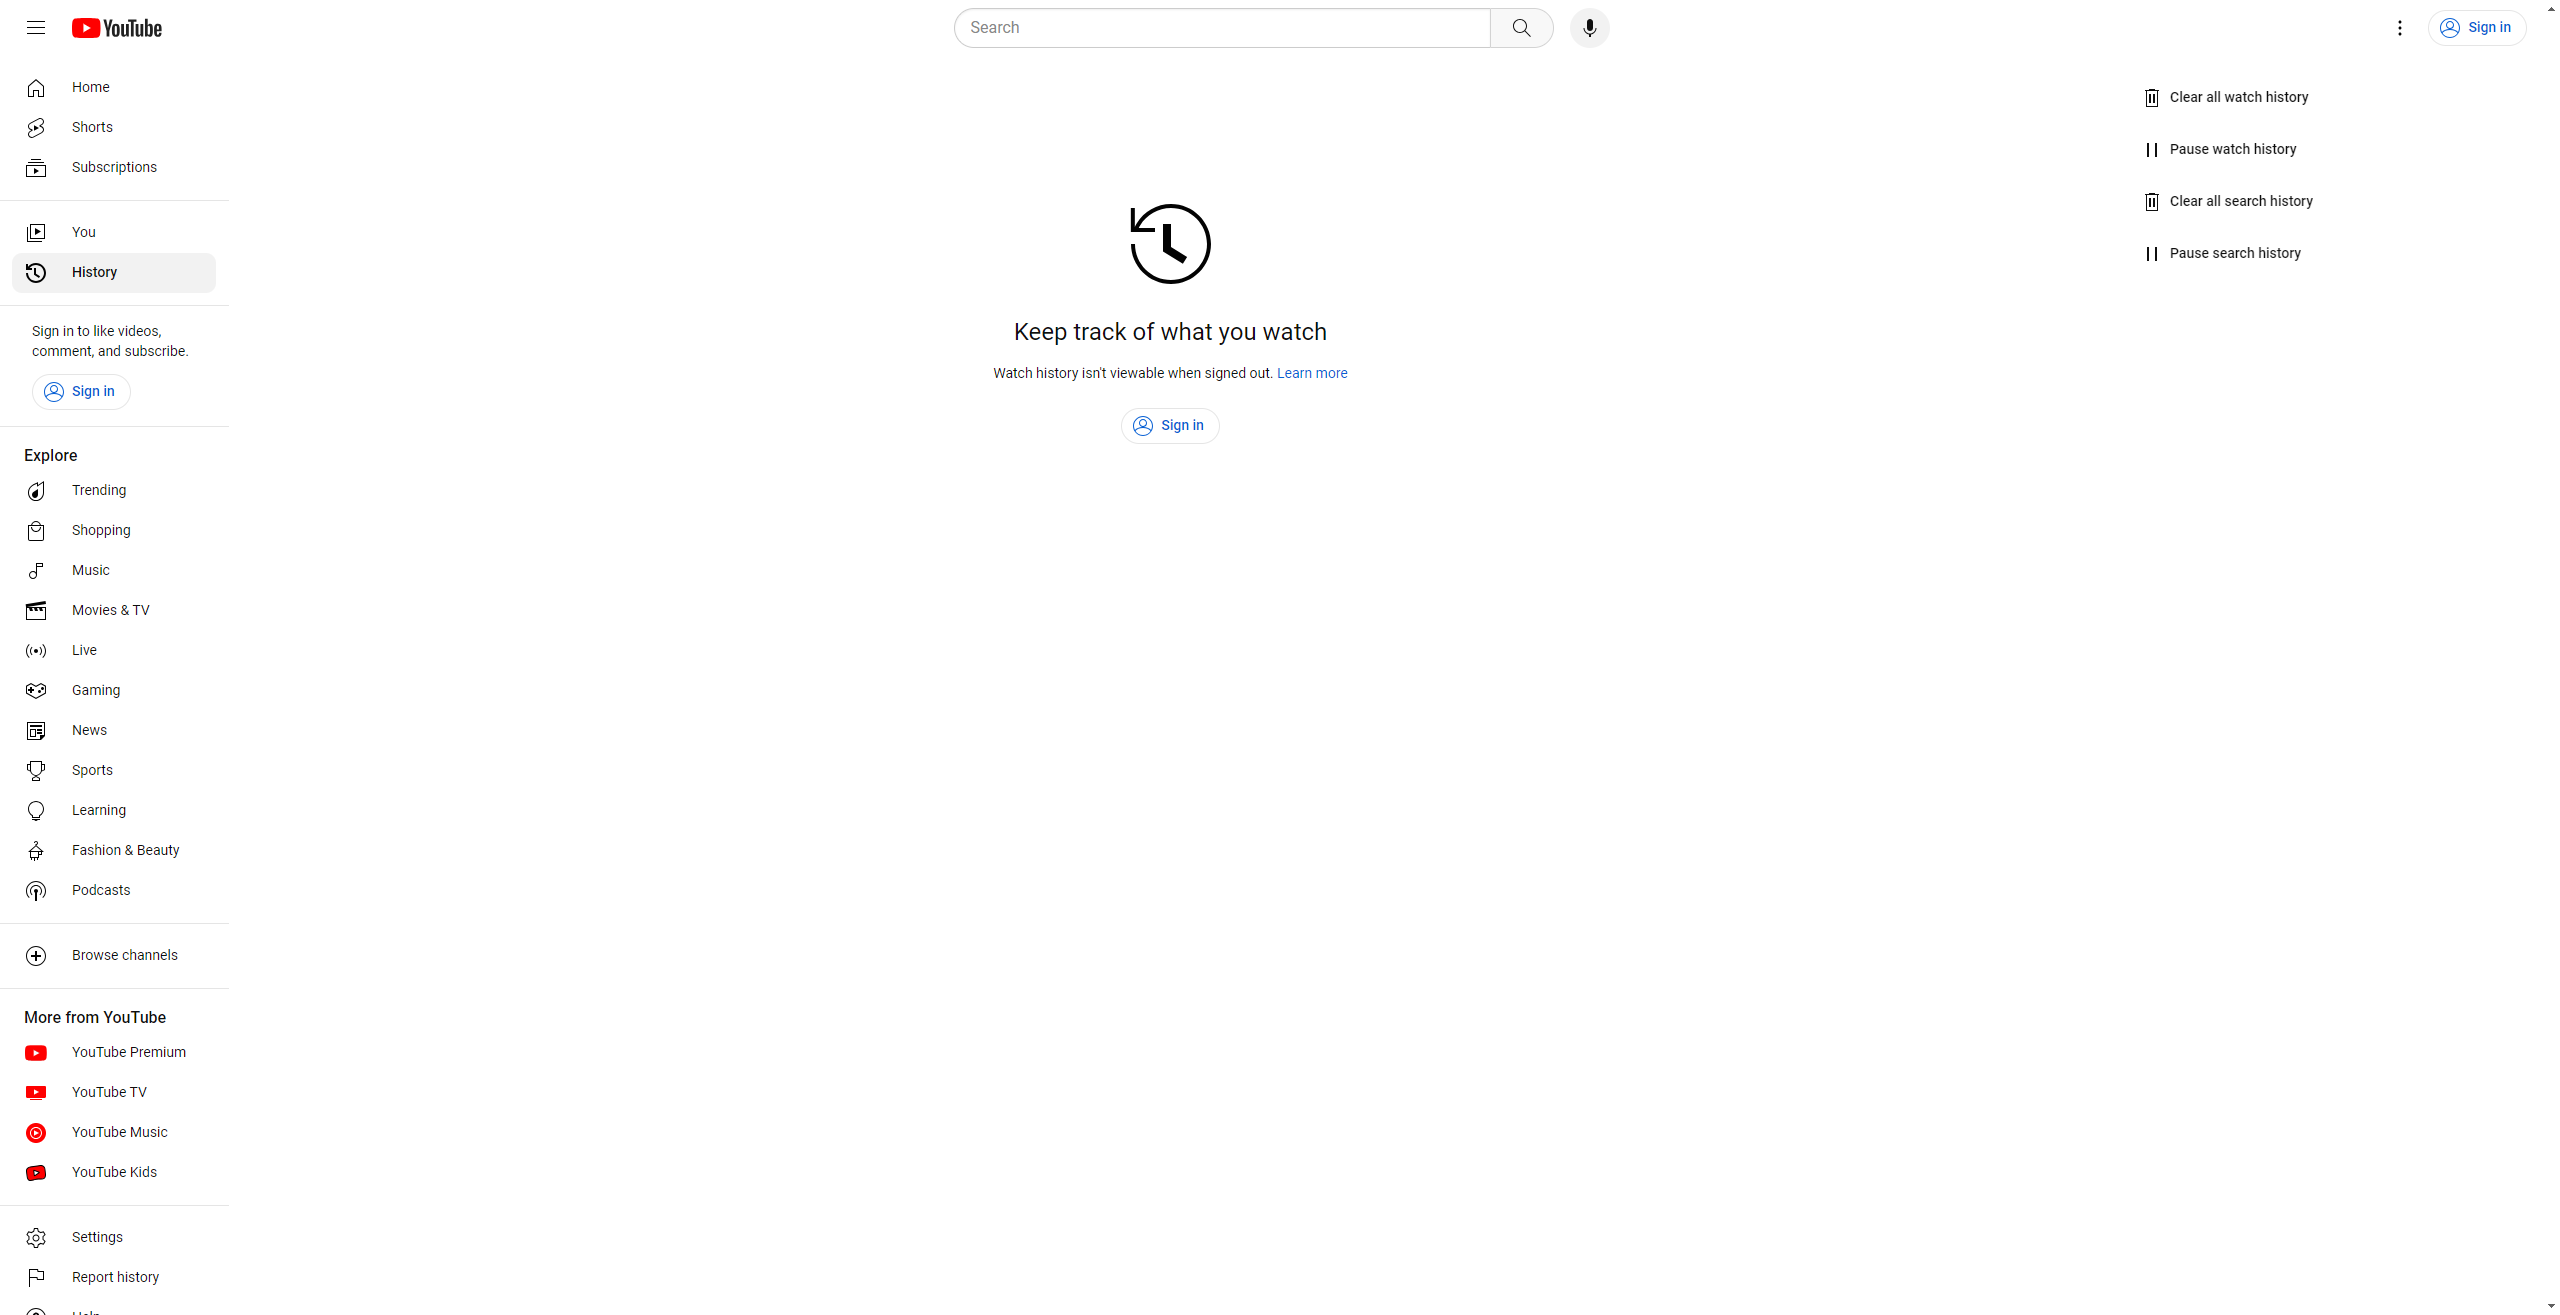 YouTube
Search
Sign in
Home
Shorts
Subscriptions
You
History
Sign in to like videos,
comment, and subscribe.
Sign in
Explore
Trending
Shopping
Music
Movies & TV
Live
Gaming
News
Sports
Learning
Fashion & Beauty
Podcasts
Browse channels
More from YouTube
YouTube Premium
YouTube TV
YouTube Music
YouTube Kids
Settings
Report history
Keep track of what you watch
Watch history isn't viewable when signed out. Learn more
Sign in
Clear all watch history
Pause watch history
Clear all search history
Pause search history